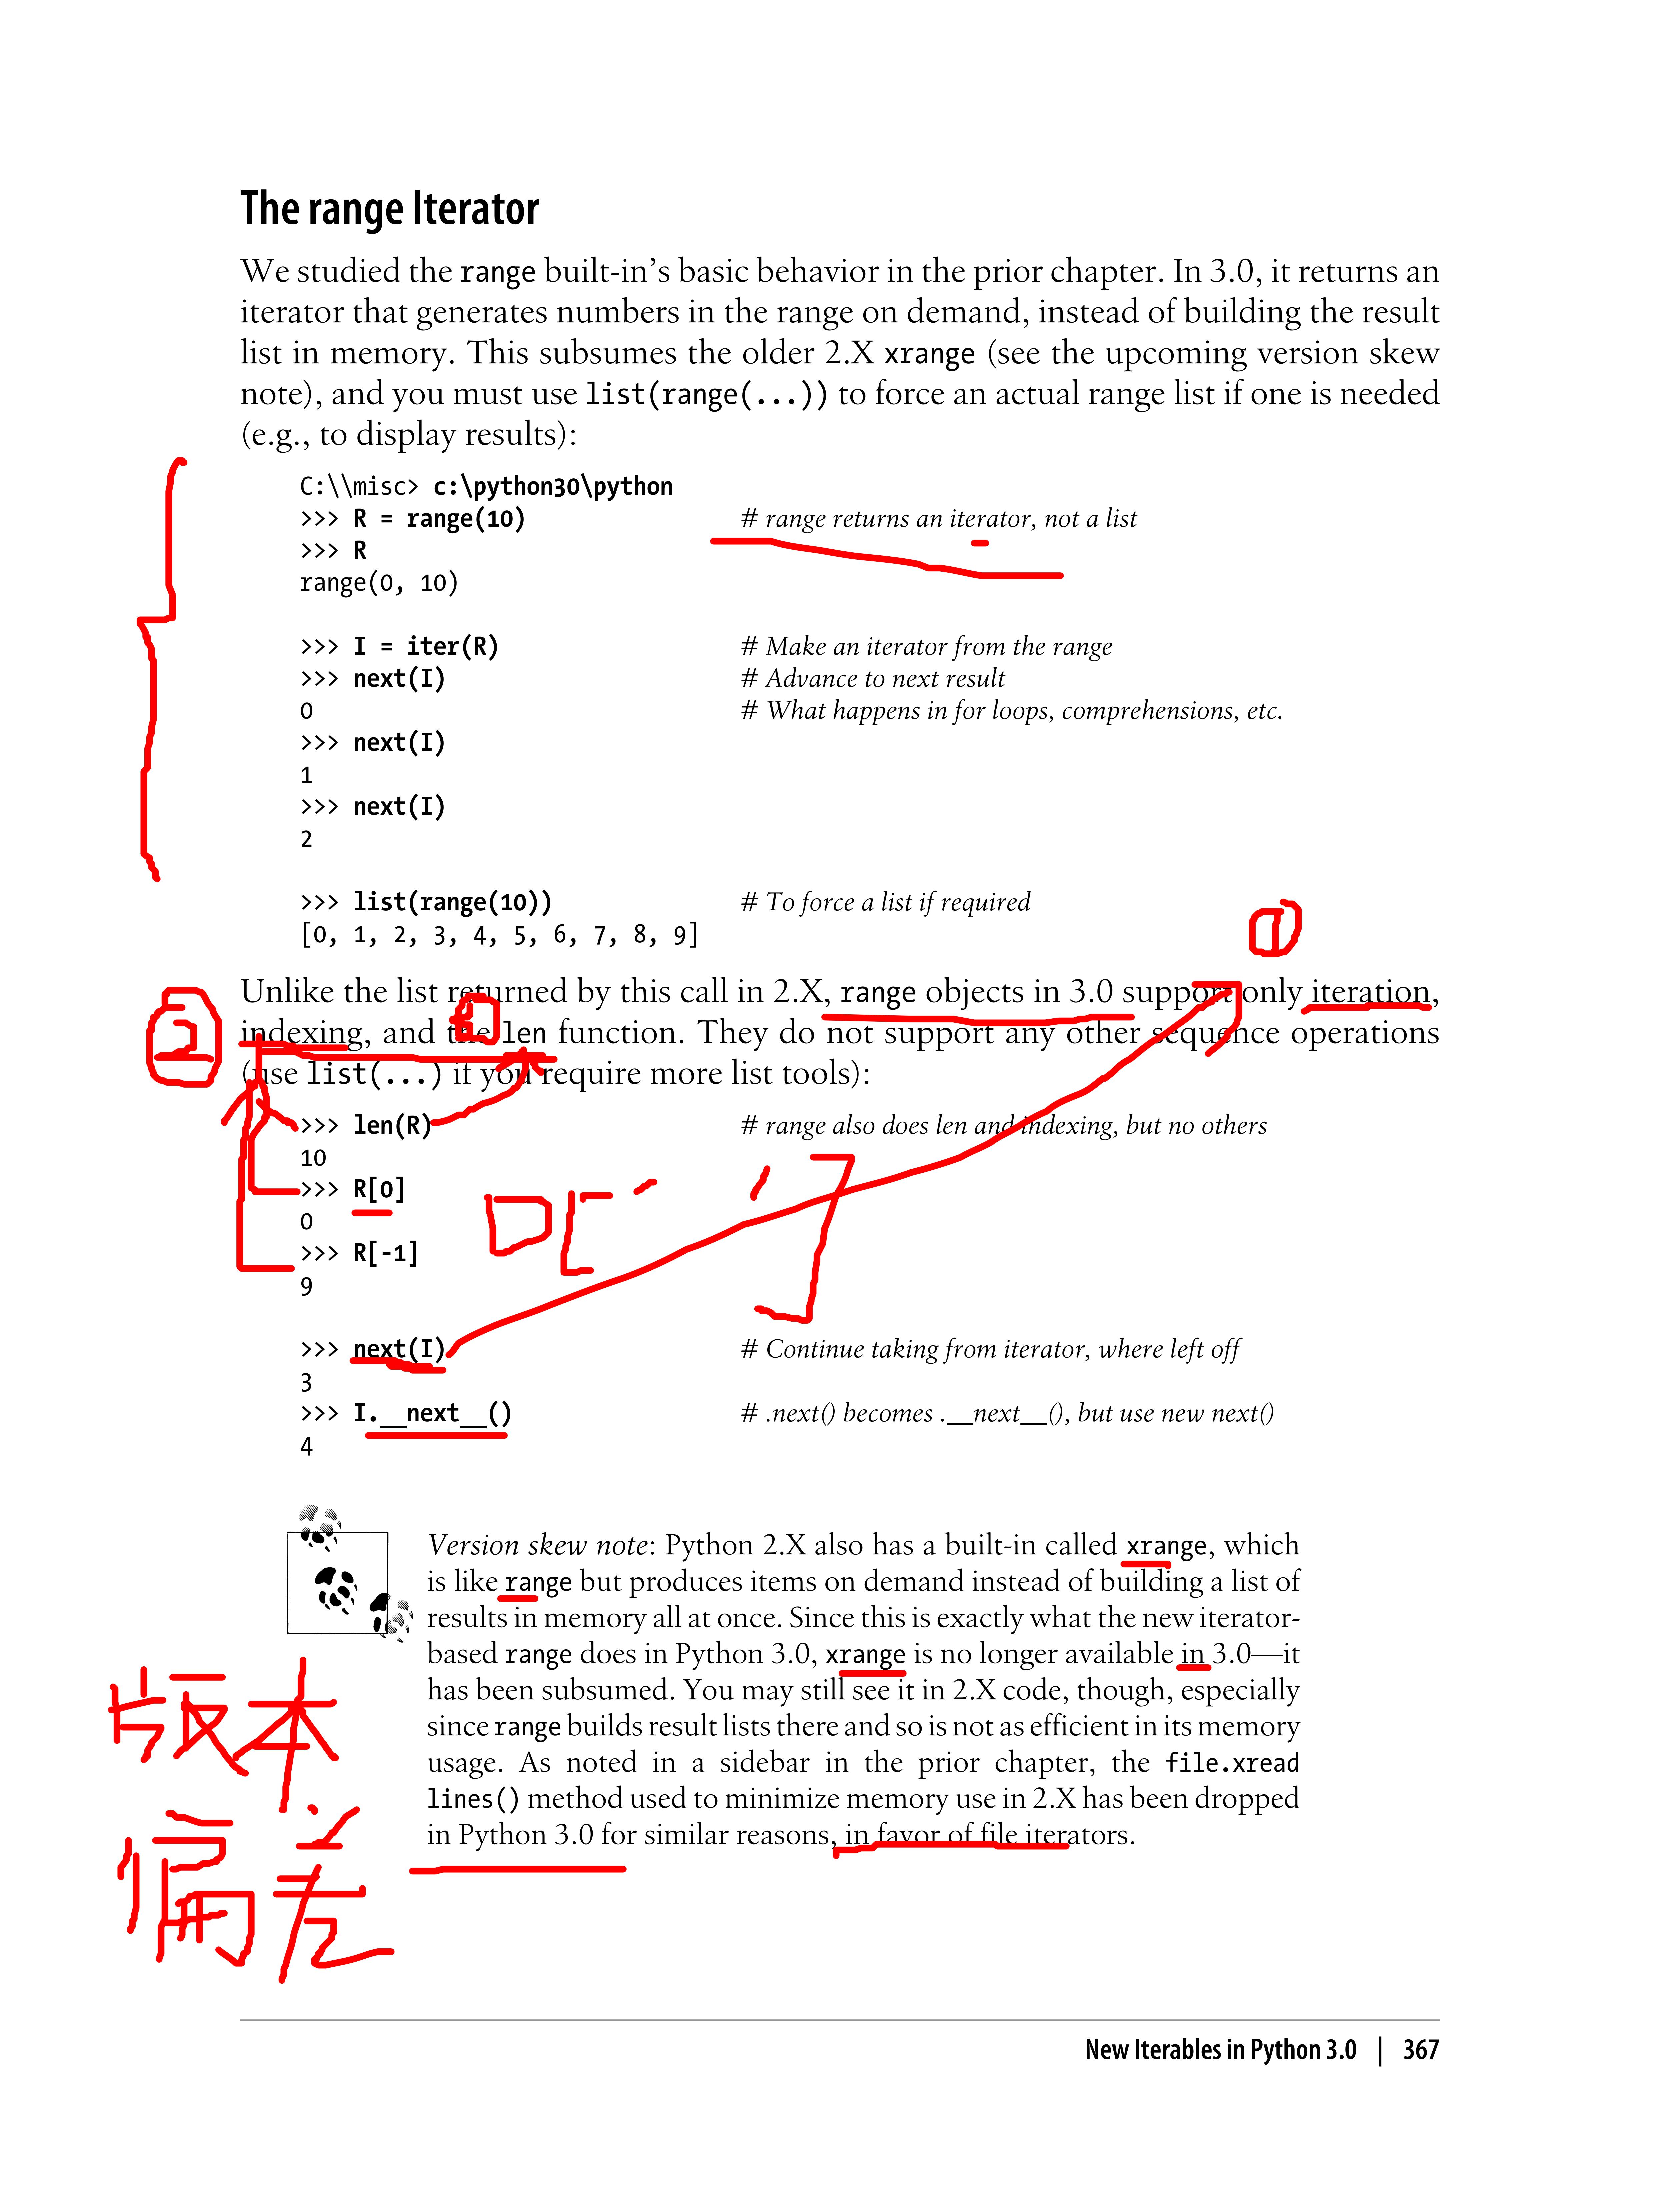 The range Iterator
We studied the range built-in’s basic behavior in the prior chapter. In 3.0, it returns an
iterator that generates numbers in the range on demand, instead of building the result
list in memory. This subsumes the older 2.X xrange (see the upcoming version skew
note), and you must use list(range(...)) to force an actual range list if one is needed
(e.g., to display results):
C:\\misc> c:\python30\python
>>> R = range(10) # range returns an iterator, not a list
>>> R
range(0, 10)
>>> I = iter(R) # Make an iterator from the range
>>> next(I) # Advance to next result
0 # What happens in for loops, comprehensions, etc.
>>> next(I)
1
>>> next(I)
2
>>> list(range(10)) # To force a list if required
[0, 1, 2, 3, 4, 5, 6, 7, 8, 9]
①
Unlike the list returned by this call in 2.X, range objects in 3.0 support only iteration,
②
indexing, and the len function. They do not support any other sequence operations
(use list(...) if you require more list tools):
>>> len(R) # range also does len and indexing, but no others
10
>>> R[0]
0
>>> R[-1]
9
>>> next(I) # Continue taking from iterator, where left off
3
>>> I.__next__() # .next() becomes .__next__(), but use new next()
4
Version skew note: Python 2.X also has a built-in called xrange, which
is like range but produces items on demand instead of building a list of
results in memory all at once. Since this is exactly what the new iterator-
based range does in Python 3.0, xrange is no longer available in 3.0—it
has been subsumed. You may still see it in 2.X code, though, especially
since range builds result lists there and so is not as efficient in its memory
usage. As noted in a sidebar in the prior chapter, the file.xread
lines() method used to minimize memory use in 2.X has been dropped
in Python 3.0 for similar reasons, in favor of file iterators.
版本
偏差
New Iterables in Python 3.0 | 367